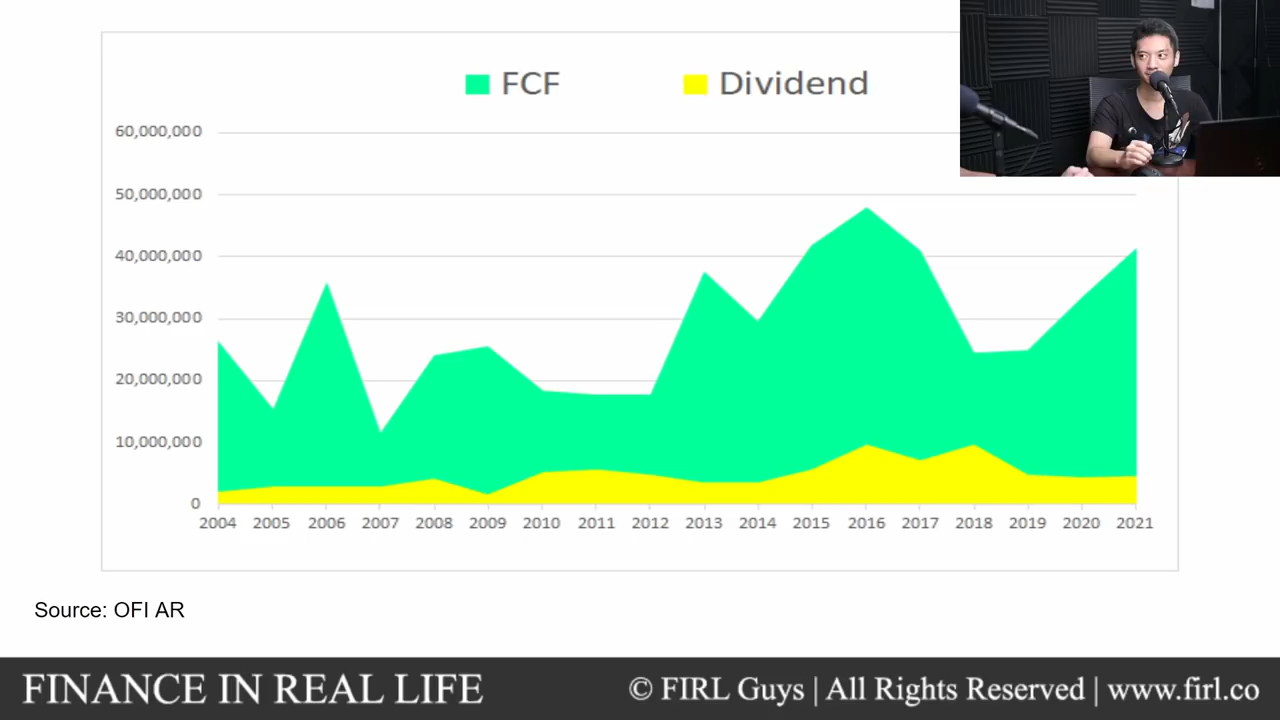 FCF Dividend
60,000,000
50,000,000
40,000,000
30,000,000
20,000,000
10,000,000
0
2004 2005 2006 2007 2008 2009 2010 2011 2012 2013 2014 2015 2016 2017 2018 2019 2020 2021
Source: OFI AR
FINANCE IN REAL LIFE
© FIRL Guys | All Rights Reserved | www.firl.co